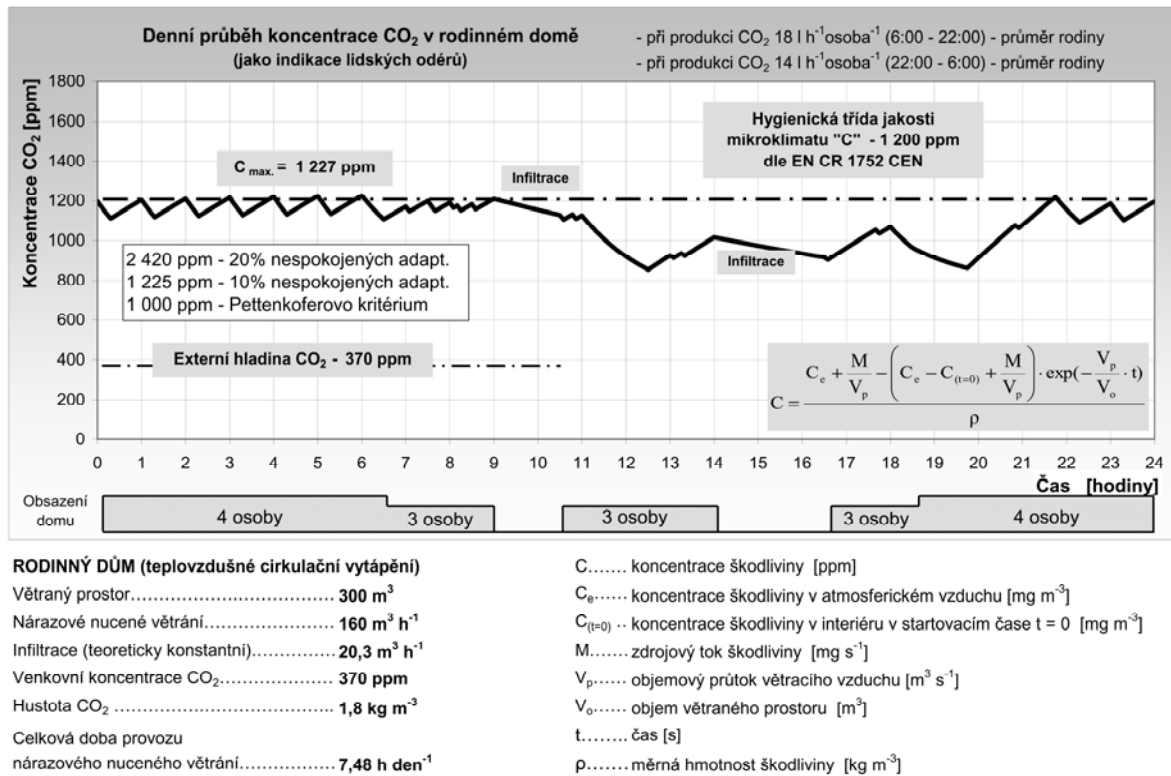 Denní průběh koncentrace CO₂ v rodinném domě
(jako indikace lidských odérů)
- při produkci CO₂ 18 l h⁻¹osoba⁻¹ (6:00 - 22:00) - průměr rodiny
- při produkci CO₂ 14 l h⁻¹osoba⁻¹ (22:00 - 6:00) - průměr rodiny
Koncentrace CO₂ [ppm]
1800
1600
1400
1200
1000
800
600
400
200
0
Hygienická třída jakosti
mikroklimatu "C" - 1 200 ppm
dle EN CR 1752 CEN
C max. = 1 227 ppm
Infiltrace
Infiltrace
2 420 ppm - 20% nespokojených adapt.
1 225 ppm - 10% nespokojených adapt.
1 000 ppm - Pettenkoferovo kritérium
Externí hladina CO₂ - 370 ppm
C = (Cₑ + M/Vₚ − (Cₑ − C₍ₜ₌₀₎ + M/Vₚ) · exp(−Vₚ/Vₒ · t)) / ρ
0 1 2 3 4 5 6 7 8 9 10 11 12 13 14 15 16 17 18 19 20 21 22 23 24
Čas [hodiny]
Obsazení
domu
4 osoby 3 osoby 3 osoby 3 osoby 4 osoby
RODINNÝ DŮM (teplovzdušné cirkulační vytápění)
Větraný prostor.............................. 300 m³
Nárazové nucené větrání................. 160 m³ h⁻¹
Infiltrace (teoreticky konstantní)......... 20,3 m³ h⁻¹
Venkovní koncentrace CO₂.............. 370 ppm
Hustota CO₂ ................................ 1,8 kg m⁻³
Celková doba provozu
nárazového nuceného větrání............ 7,48 h den⁻¹
C....... koncentrace škodliviny [ppm]
Cₑ...... koncentrace škodliviny v atmosferickém vzduchu [mg m⁻³]
C₍ₜ₌₀₎ .. koncentrace škodliviny v interiéru v startovacím čase t = 0 [mg m⁻³]
M...... zdrojový tok škodliviny [mg s⁻¹]
Vₚ...... objemový průtok větracího vzduchu [m³ s⁻¹]
Vₒ...... objem větraného prostoru [m³]
t........ čas [s]
ρ....... měrná hmotnost škodliviny [kg m⁻³]